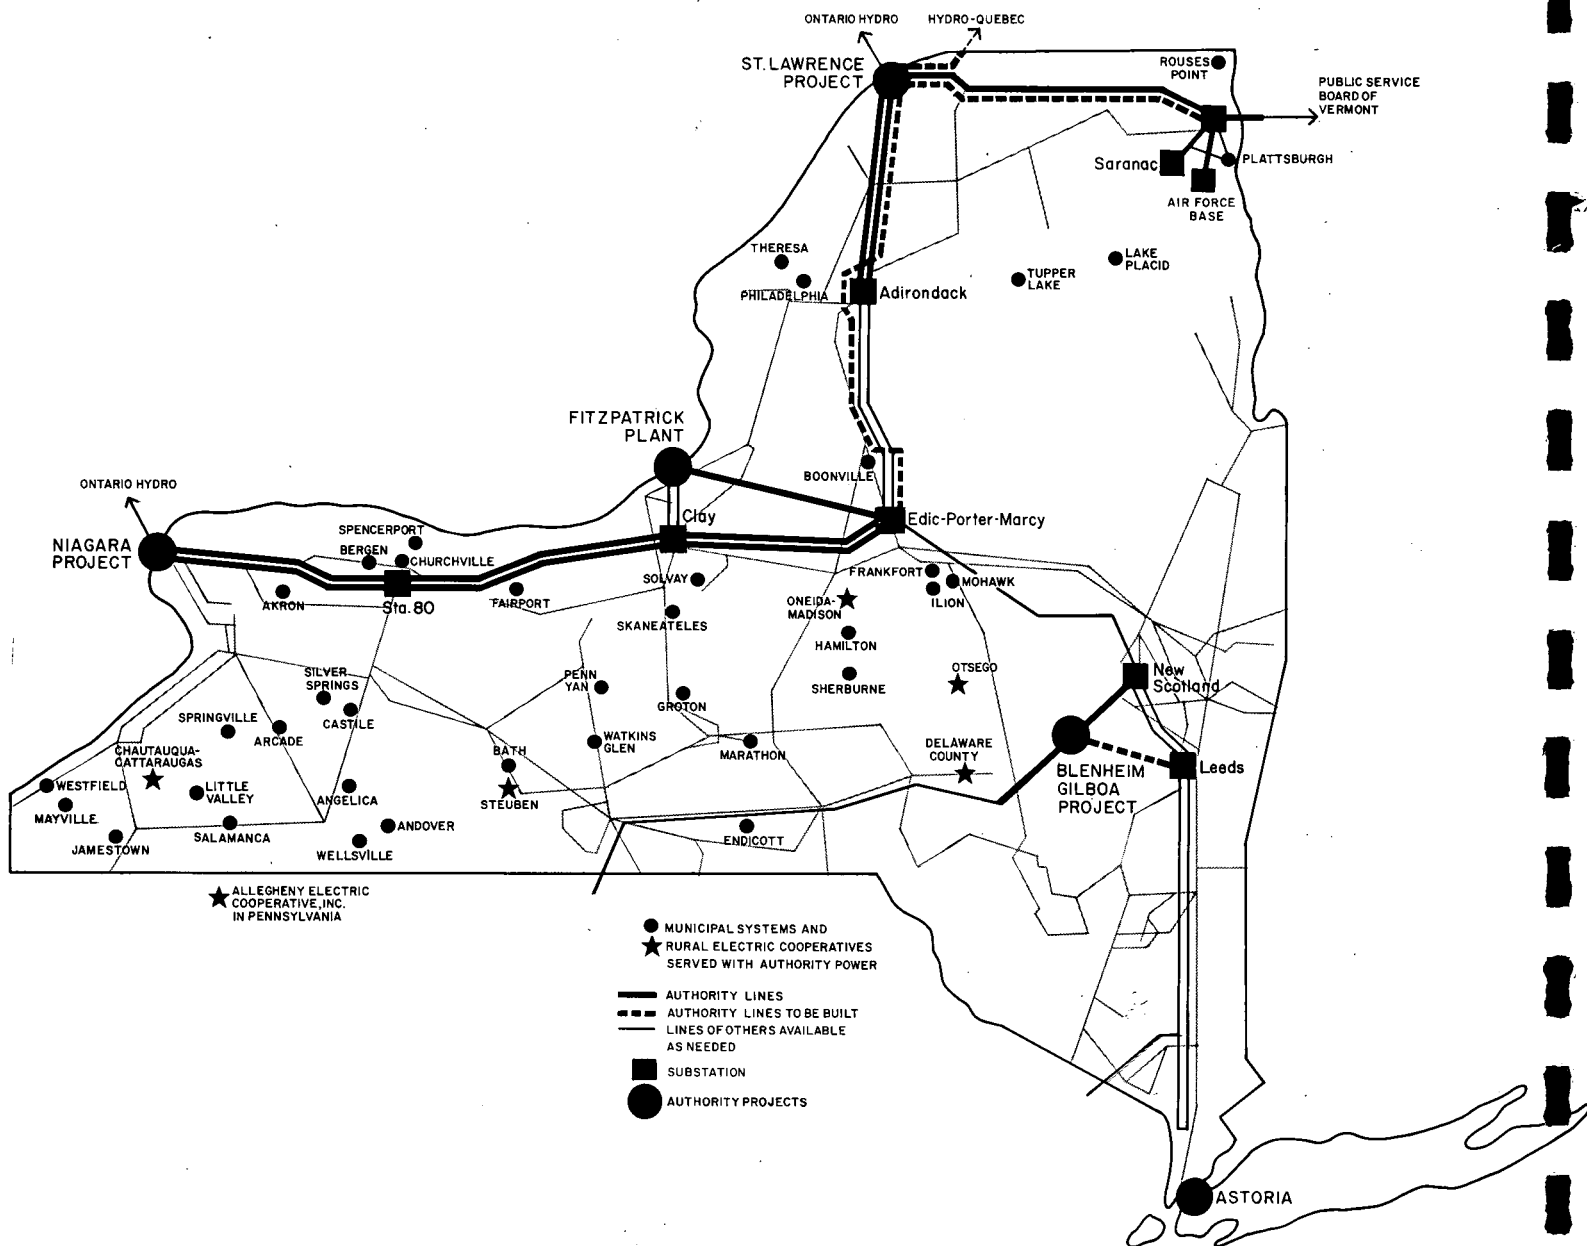 ONTARIO HYDRO
HYDRO-QUEBEC
ST. LAWRENCE
PROJECT
ROUSES
POINT
PUBLIC SERVICE
BOARD OF
VERMONT
Saranac
PLATTSBURGH
AIR FORCE
BASE
THERESA
PHILADELPHIA
Adirondack
TUPPER
LAKE
LAKE
PLACID
FITZPATRICK
PLANT
BOONVILLE
ONTARIO HYDRO
NIAGARA
PROJECT
SPENCERPORT
BERGEN
CHURCHVILLE
Clay
Edic-Porter-Marcy
AKRON
Sta. 80
FAIRPORT
SOLVAY
SKANEATELES
FRANKFORT
MOHAWK
ILION
ONEIDA-
MADISON
HAMILTON
SHERBURNE
OTSEGO
New
Scotland
SILVER
SPRINGS
CASTILE
SPRINGVILLE
ARCADE
PENN
YAN
GROTON
WATKINS
GLEN
MARATHON
DELAWARE
COUNTY
BLENHEIM
GILBOA
PROJECT
Leeds
CHAUTAUQUA-
CATTARAUGAS
WESTFIELD
MAYVILLE
LITTLE
VALLEY
ANGELICA
BATH
STEUBEN
JAMESTOWN
SALAMANCA
ANDOVER
WELLSVILLE
ENDICOTT
ALLEGHENY ELECTRIC
COOPERATIVE, INC.
IN PENNSYLVANIA
MUNICIPAL SYSTEMS AND
RURAL ELECTRIC COOPERATIVES
SERVED WITH AUTHORITY POWER
AUTHORITY LINES
AUTHORITY LINES TO BE BUILT
LINES OF OTHERS AVAILABLE
AS NEEDED
SUBSTATION
AUTHORITY PROJECTS
ASTORIA